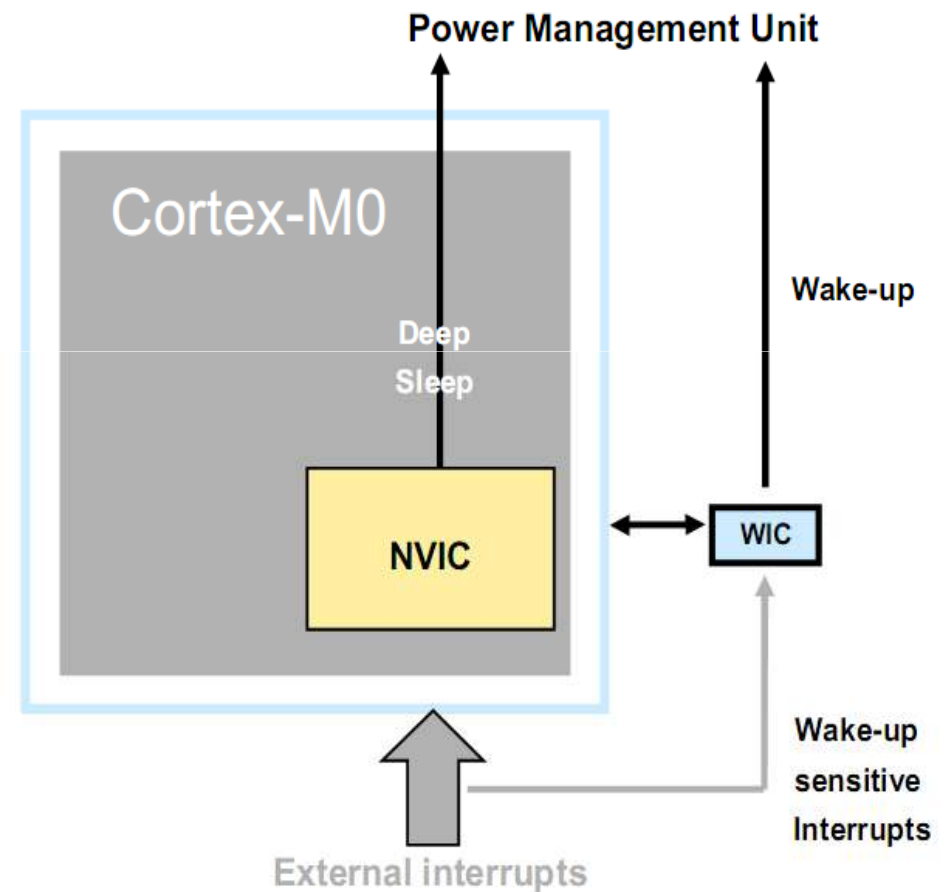 Power Management Unit
Cortex-M0
Wake-up
Deep
Sleep
NVIC
WIC
Wake-up
sensitive
Interrupts
External interrupts